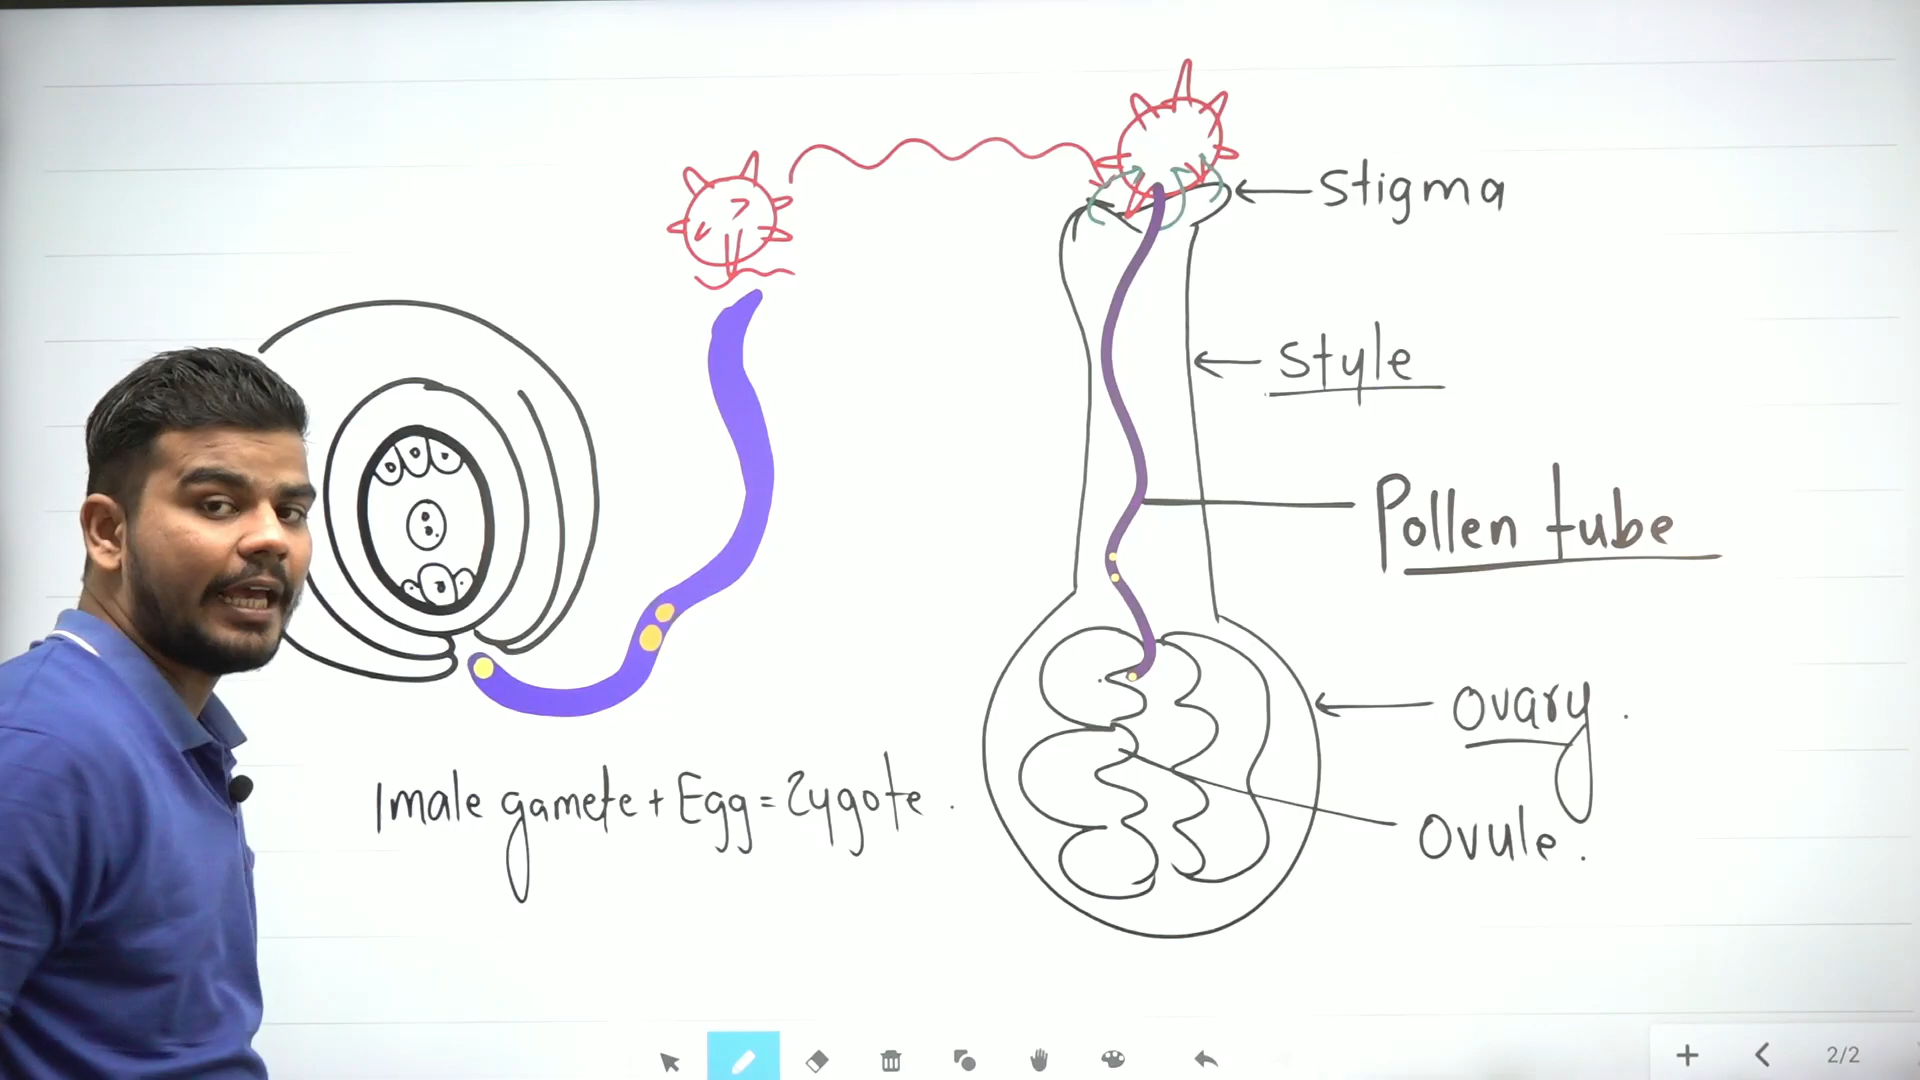 Stigma
Style
Pollen tube
Ovary.
Ovule.
1male gamete + Egg = Zygote.
2/2